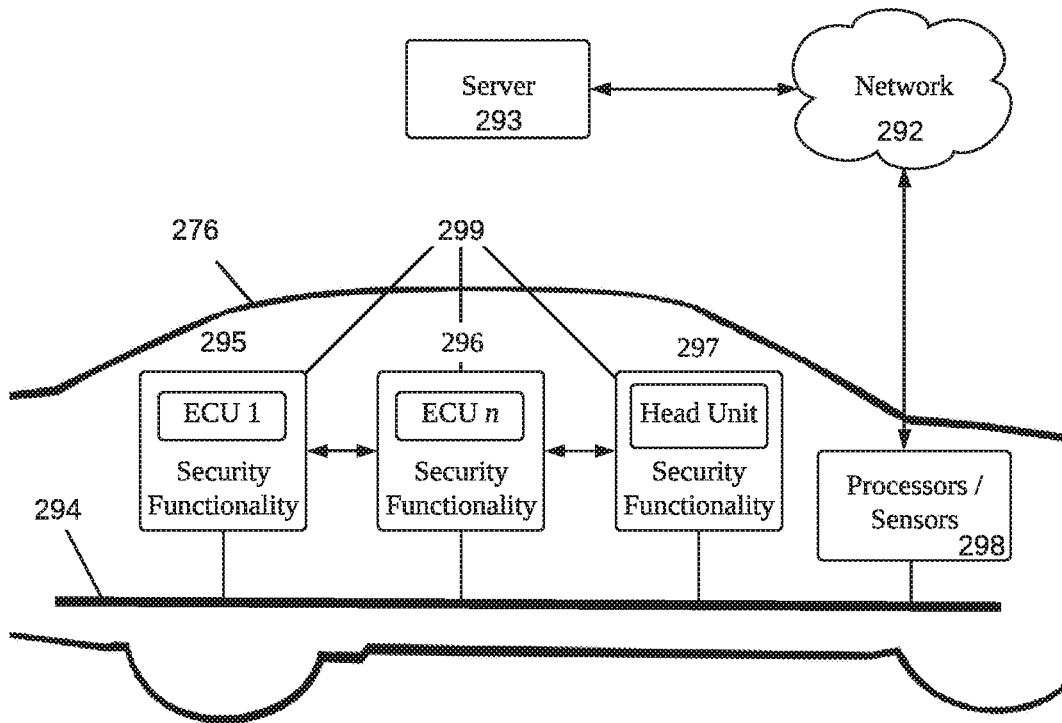 Server
293
Network
292
276
299
295
296
297
ECU 1
Security
Functionality
ECU n
Security
Functionality
Head Unit
Security
Functionality
Processors /
Sensors
298
294